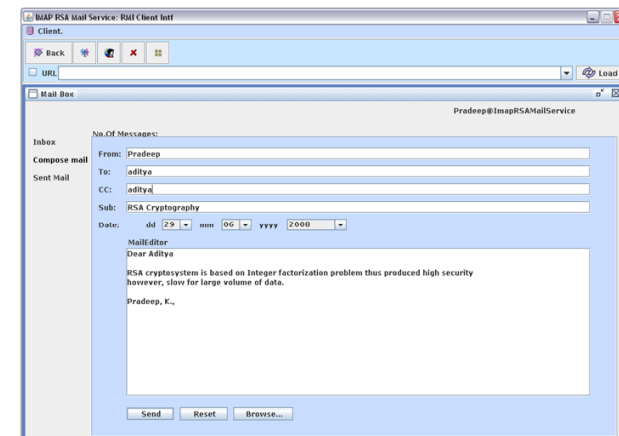 IMAP RSA Mail Service: RMI Client Intf
Client.
Back
URL
Load
Mail Box
Pradeep@ImapRSAMailService
No.Of Messages:
Inbox
Compose mail
Sent Mail
From: Pradeep
To: aditya
CC: aditya
Sub: RSA Cryptography
Date: dd 29 mm 06 yyyy 2008
MailEditor
Dear Aditya
RSA cryptosystem is based on Integer factorization problem thus produced high security
however, slow for large volume of data.
Pradeep, K.,
Send Reset Browse...